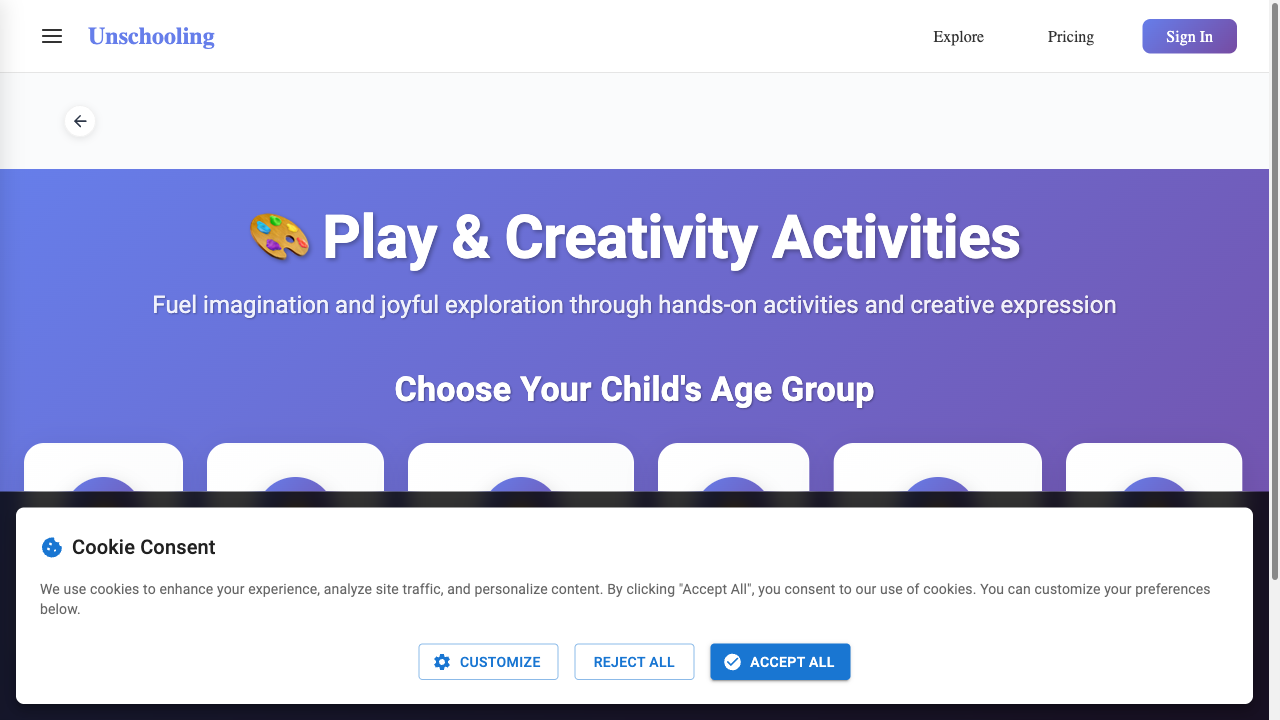 Unschooling
Explore
Pricing
Sign In
Play & Creativity Activities
Fuel imagination and joyful exploration through hands-on activities and creative expression
Choose Your Child's Age Group
Cookie Consent
We use cookies to enhance your experience, analyze site traffic, and personalize content. By clicking "Accept All", you consent to our use of cookies. You can customize your preferences
below.
CUSTOMIZE
REJECT ALL
ACCEPT ALL